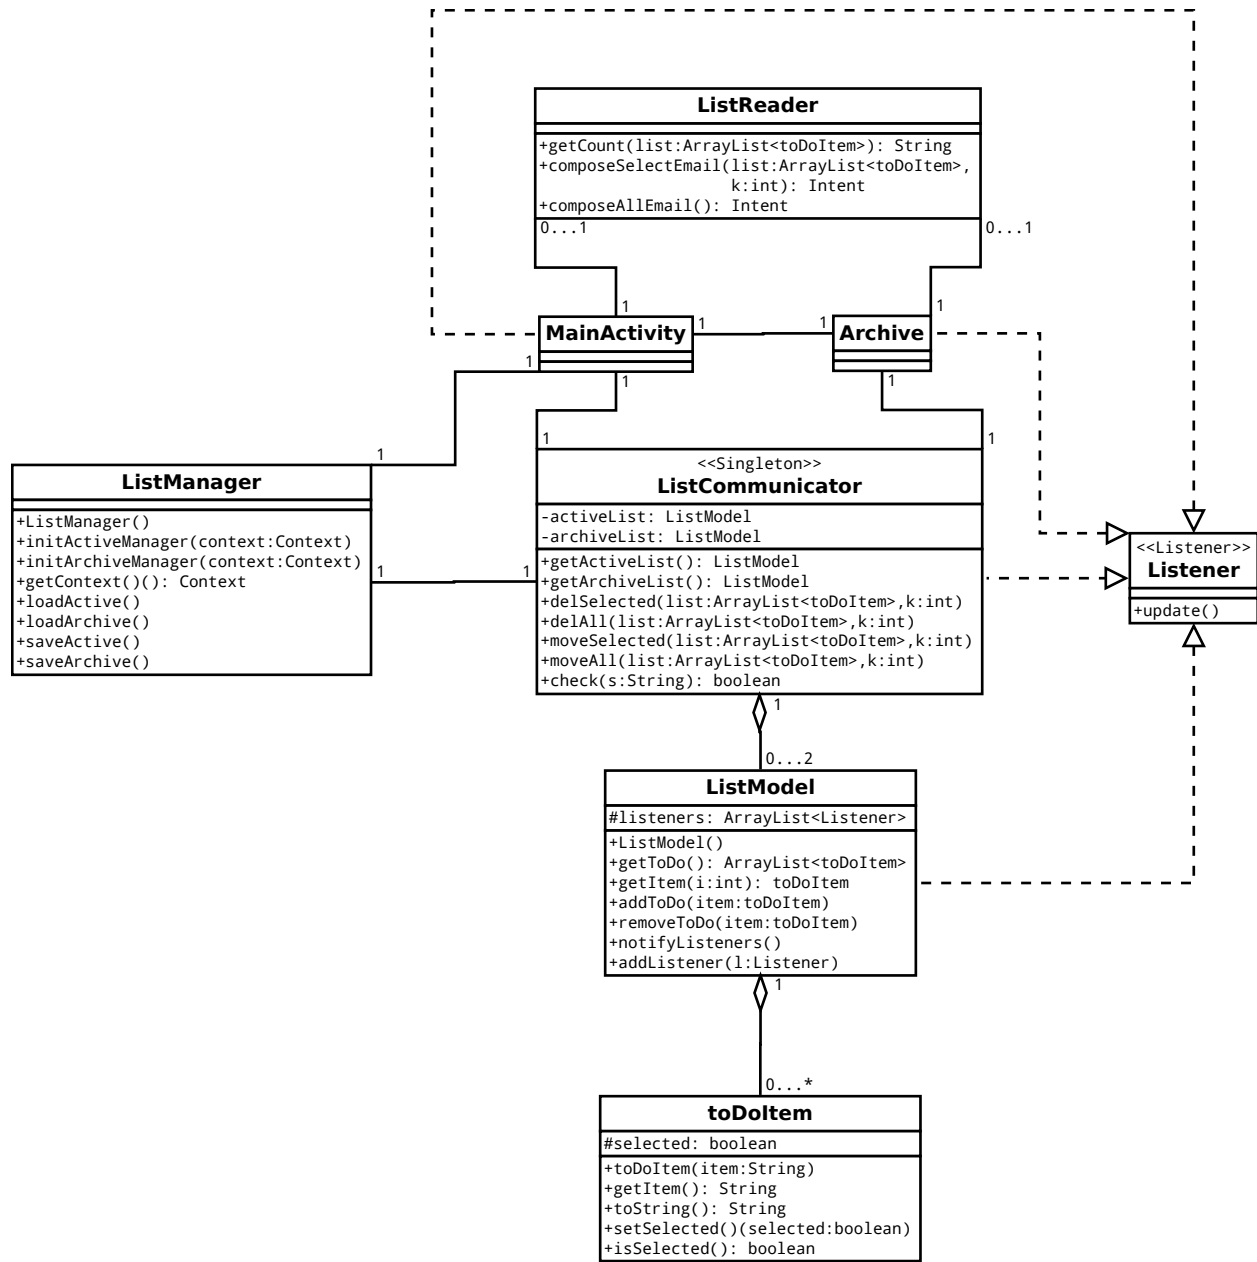 ListReader
+getCount(list:ArrayList<toDoItem>): String
+composeSelectEmail(list:ArrayList<toDoItem>,
k:int): Intent
+composeAllEmail(): Intent
0...1
0...1
1
1
MainActivity
1
1
Archive
1
1
1
1
1
1
ListManager
+ListManager()
+initActiveManager(context:Context)
+initArchiveManager(context:Context)
+getContext()(): Context
+loadActive()
+loadArchive()
+saveActive()
+saveArchive()
1
1
<<Singleton>>
ListCommunicator
-activeList: ListModel
-archiveList: ListModel
+getActiveList(): ListModel
+getArchiveList(): ListModel
+delSelected(list:ArrayList<toDoItem>,k:int)
+delAll(list:ArrayList<toDoItem>,k:int)
+moveSelected(list:ArrayList<toDoItem>,k:int)
+moveAll(list:ArrayList<toDoItem>,k:int)
+check(s:String): boolean
<<Listener>>
Listener
+update()
1
0...2
ListModel
#listeners: ArrayList<Listener>
+ListModel()
+getToDo(): ArrayList<toDoItem>
+getItem(i:int): toDoItem
+addToDo(item:toDoItem)
+removeToDo(item:toDoItem)
+notifyListeners()
+addListener(l:Listener)
1
0...*
toDoItem
#selected: boolean
+toDoItem(item:String)
+getItem(): String
+toString(): String
+setSelected()(selected:boolean)
+isSelected(): boolean